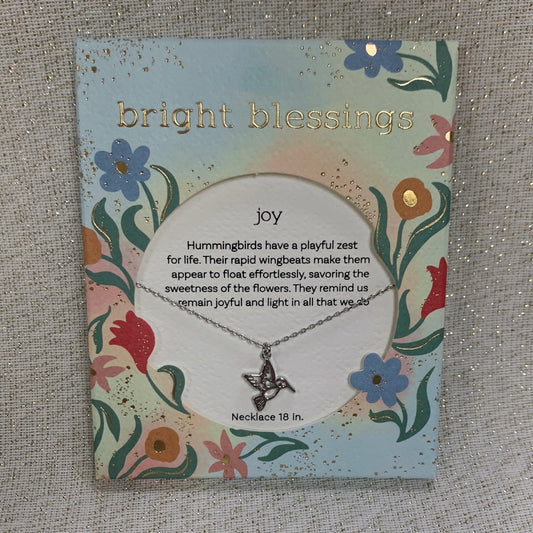 bright blessings
joy
Hummingbirds have a playful zest
for life. Their rapid wingbeats make them
appear to float effortlessly, savoring the
sweetness of the flowers. They remind us
remain joyful and light in all that we do
Necklace 18 in.